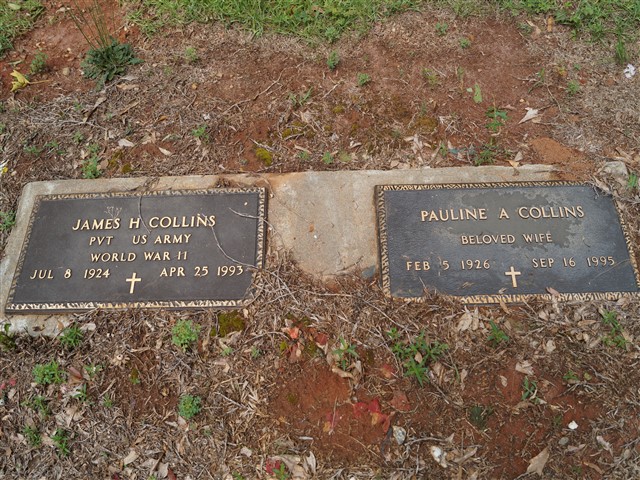 JAMES H COLLINS
PVT US ARMY
WORLD WAR II
JUL 8 1924 APR 25 1993
PAULINE A COLLINS
BELOVED WIFE
FEB 5 1926 SEP 16 1995